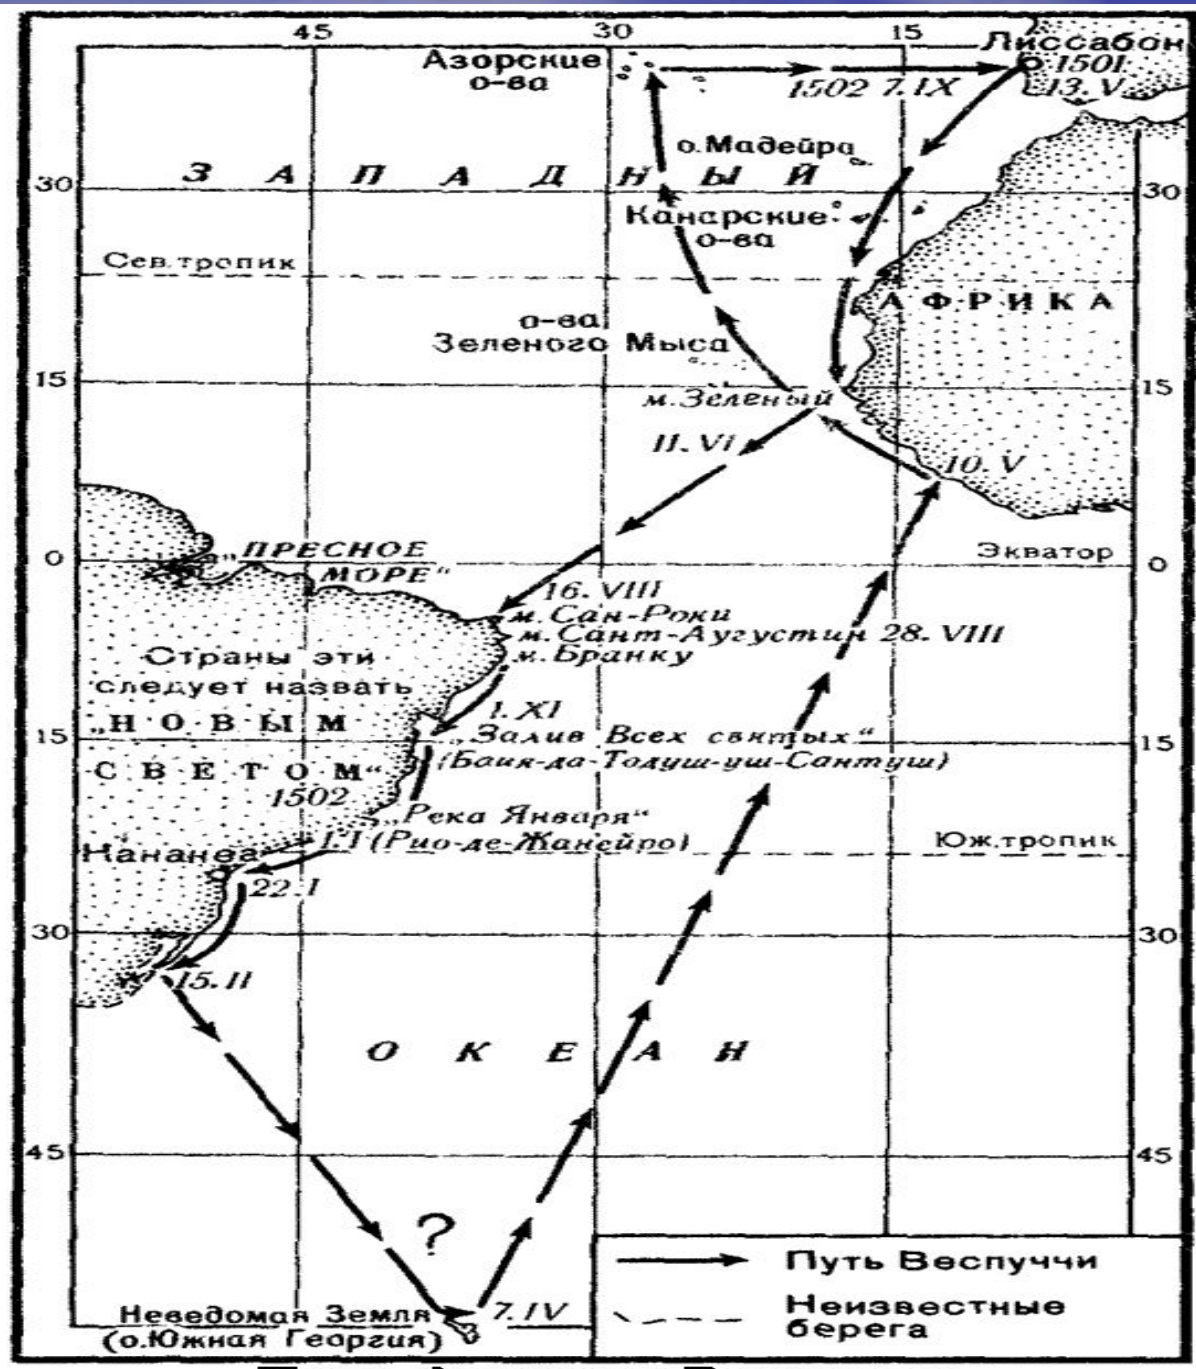 45
30
15
Лиссабон
Азорские
о-ва
1501
13. V
1502 7. IX
о. Мадейра
ЗАПАДНЫЙ
30
30
Канарские
о-ва
Сев. тропик
АФРИКА
о-ва
Зеленого Мыса
15
15
м. Зеленый
11. VI
10. V
„ПРЕСНОЕ
МОРЕ“
Экватор
0
0
16. VIII
м. Сан-Роки
м. Сант-Аугустин 28. VIII
м. Бранку
Страны эти
следует назвать
„НОВЫМ
СВЕТОМ“
1. XI
15
15
„Залив Всех святых“
(Баия-да-Тодуш-уш-Сантуш)
1502
„Река Января“
1. I (Рио-де-Жанейро)
Юж. тропик
Кананеа
22. I
30
30
15. II
ОКЕАН
45
45
?
Неведомая Земля
(о. Южная Георгия)
7. IV
Путь Веспуччи
Неизвестные
берега